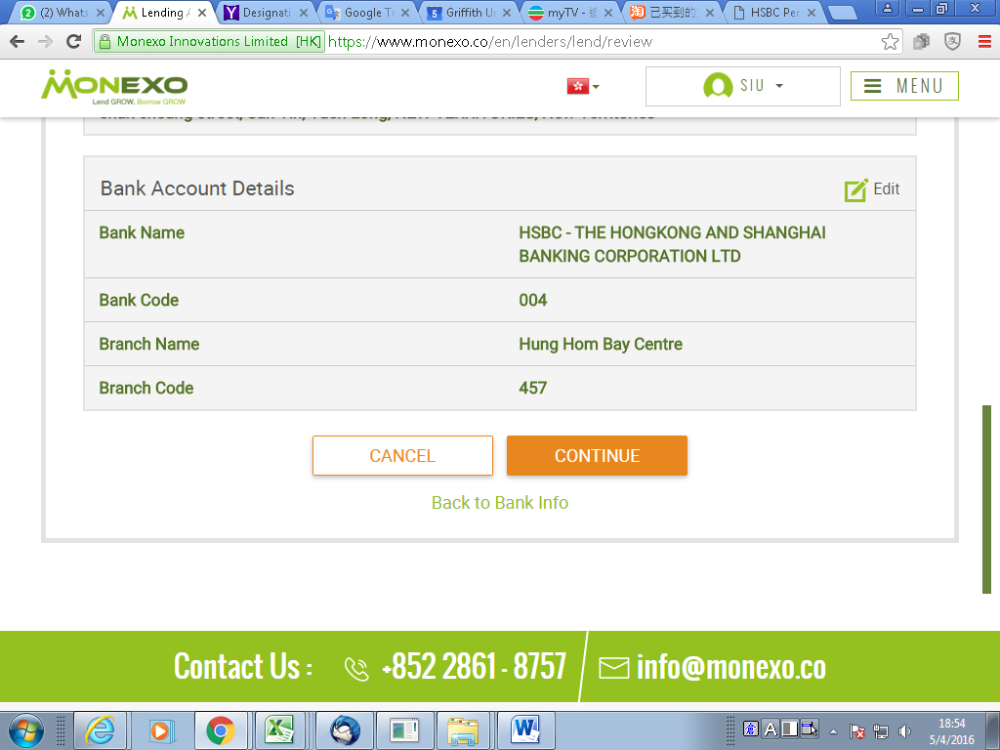 (2) Whats
Lending /
Designati
Google Tr
Griffith Un
myTV -
已买到的
HSBC Per
Monexo Innovations Limited [HK] https://www.monexo.co/en/lenders/lend/review
MONEXO
Lend GROW. Borrow GROW
SIU
MENU
Bank Account Details
Edit
Bank Name
HSBC - THE HONGKONG AND SHANGHAI
BANKING CORPORATION LTD
Bank Code
004
Branch Name
Hung Hom Bay Centre
Branch Code
457
CANCEL
CONTINUE
Back to Bank Info
Contact Us :
+852 2861 - 8757
info@monexo.co
18:54
5/4/2016